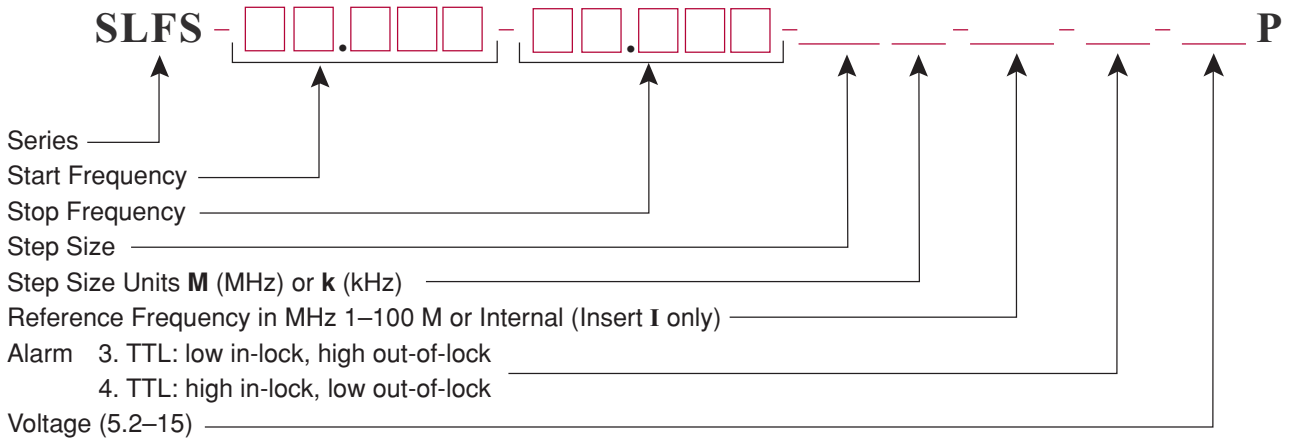 SLFS - . - . - - - - P
Series
Start Frequency
Stop Frequency
Step Size
Step Size Units M (MHz) or k (kHz)
Reference Frequency in MHz 1–100 M or Internal (Insert I only)
Alarm 3. TTL: low in-lock, high out-of-lock
4. TTL: high in-lock, low out-of-lock
Voltage (5.2–15)